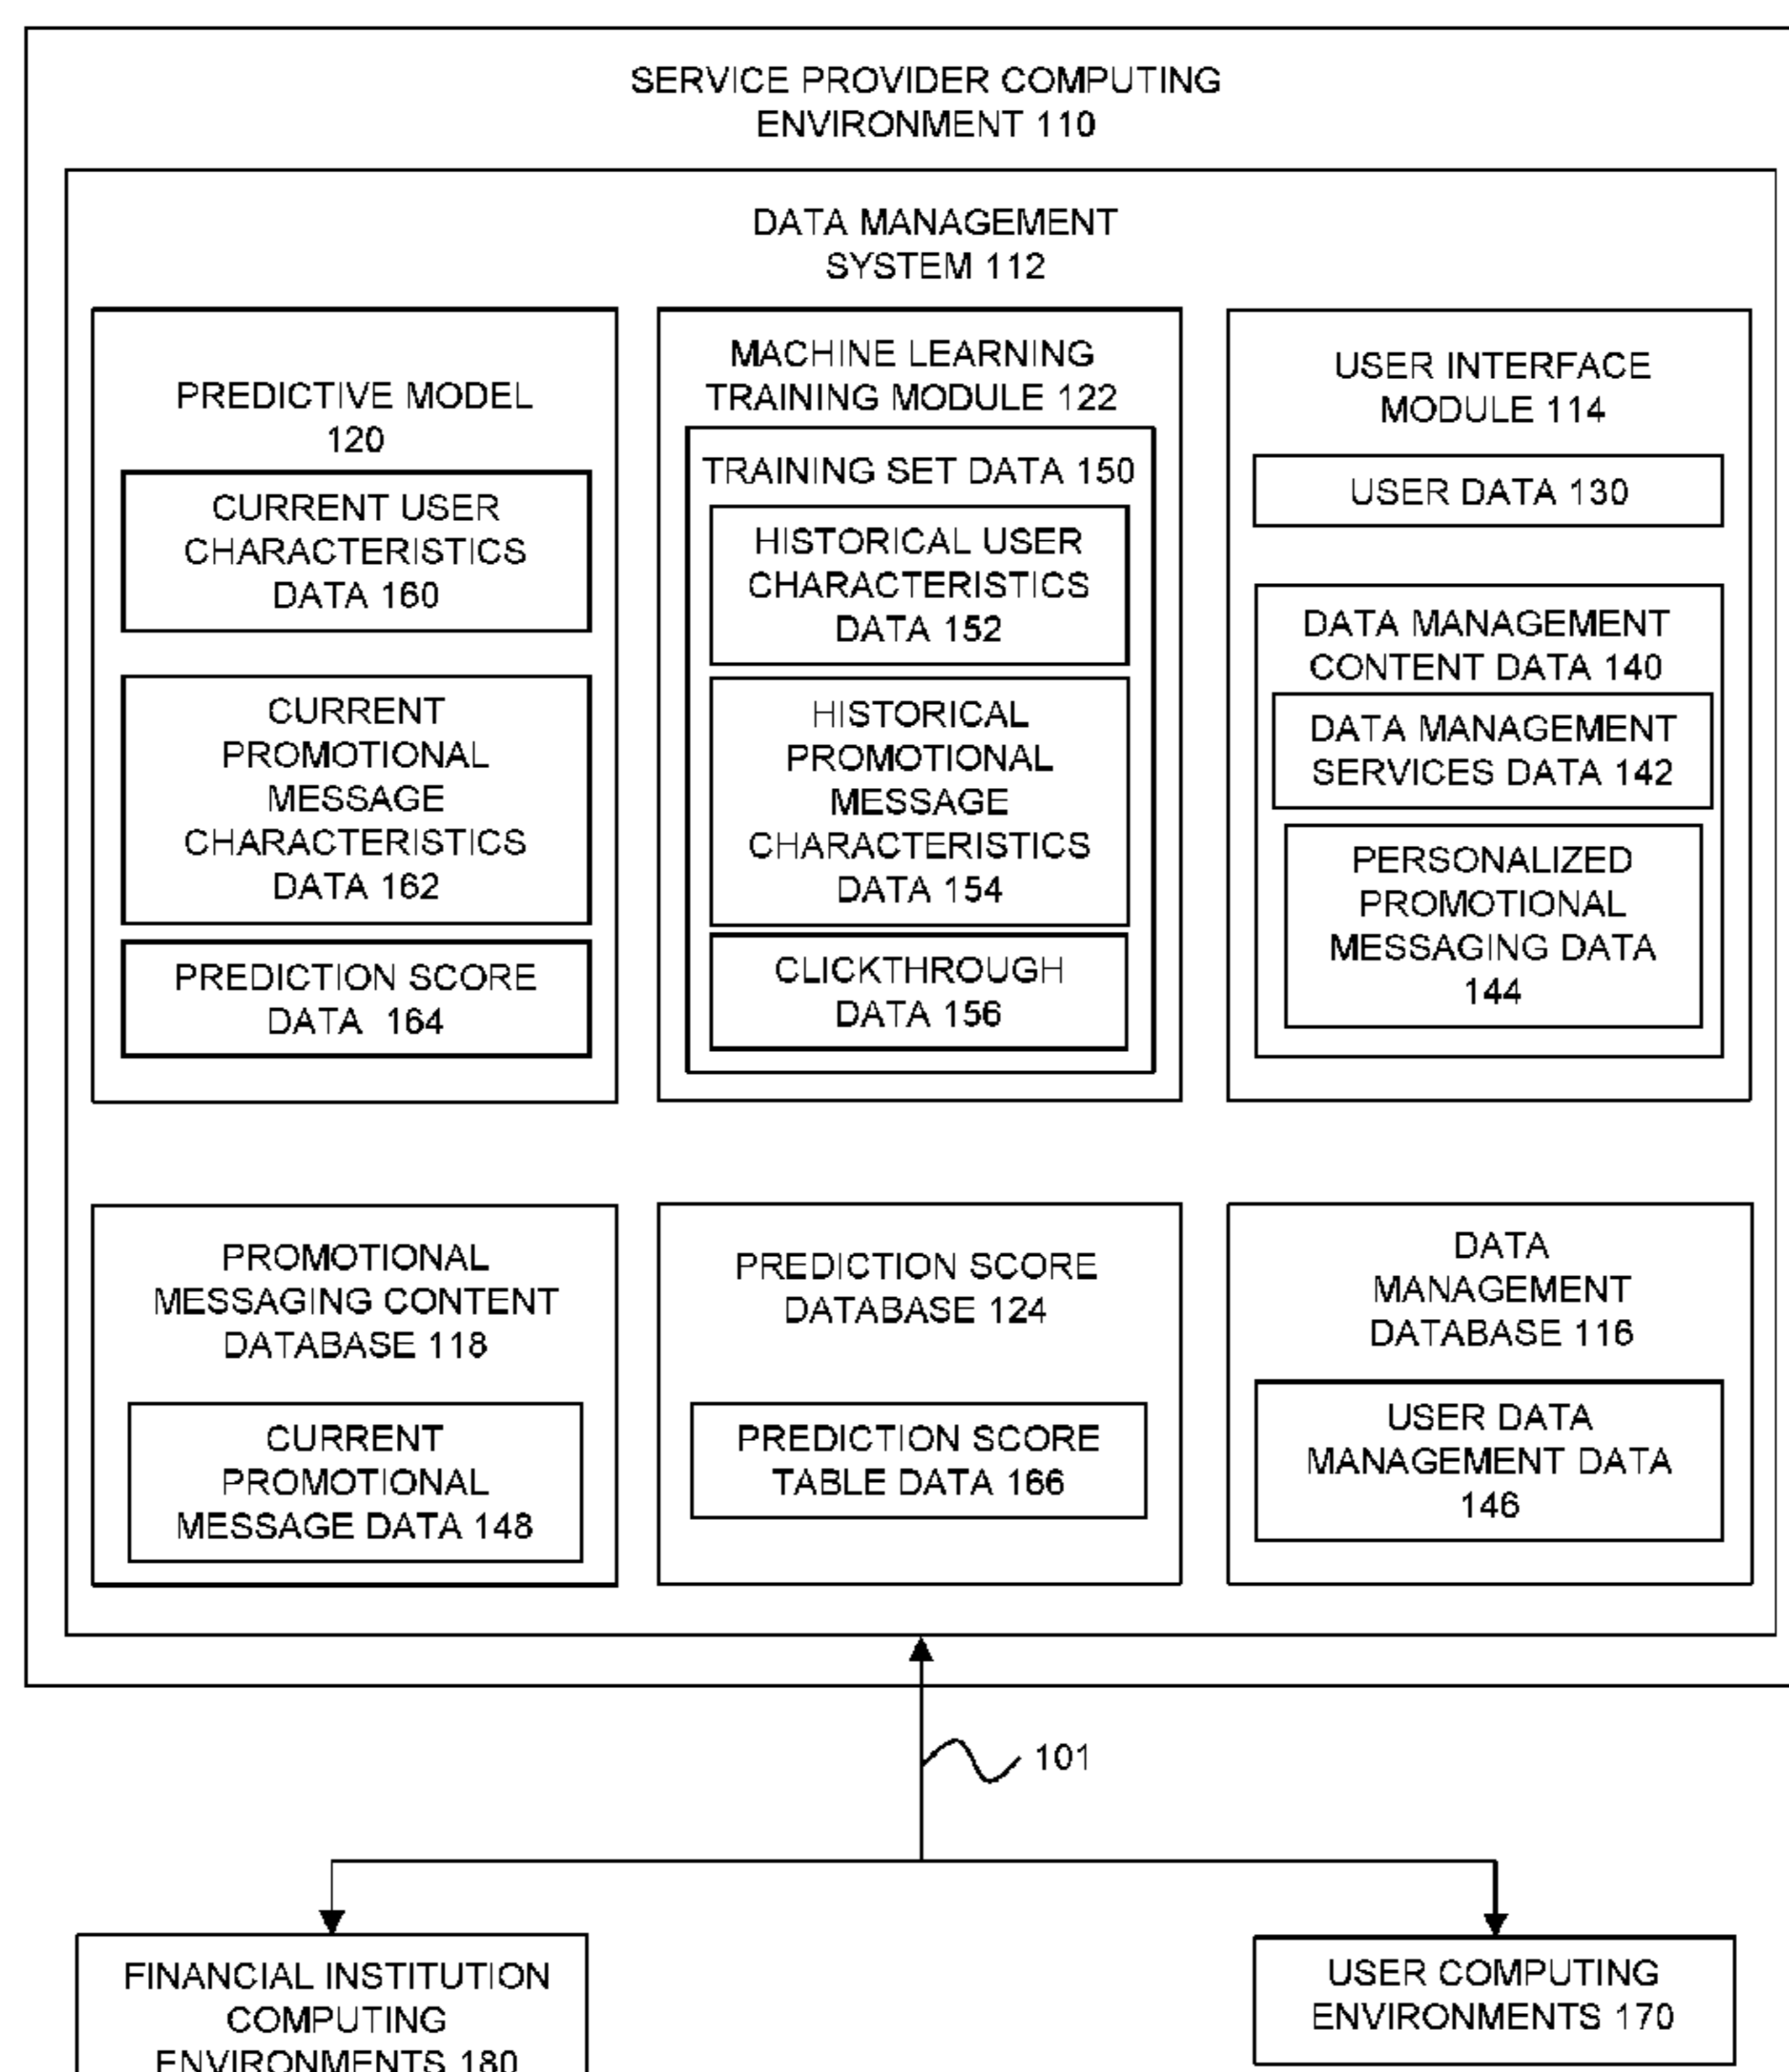 SERVICE PROVIDER COMPUTING
ENVIRONMENT 110
DATA MANAGEMENT
SYSTEM 112
PREDICTIVE MODEL
120
CURRENT USER
CHARACTERISTICS
DATA 160
CURRENT
PROMOTIONAL
MESSAGE
CHARACTERISTICS
DATA 162
PREDICTION SCORE
DATA 164
MACHINE LEARNING
TRAINING MODULE 122
TRAINING SET DATA 150
HISTORICAL USER
CHARACTERISTICS
DATA 152
HISTORICAL
PROMOTIONAL
MESSAGE
CHARACTERISTICS
DATA 154
CLICKTHROUGH
DATA 156
USER INTERFACE
MODULE 114
USER DATA 130
DATA MANAGEMENT
CONTENT DATA 140
DATA MANAGEMENT
SERVICES DATA 142
PERSONALIZED
PROMOTIONAL
MESSAGING DATA
144
PROMOTIONAL
MESSAGING CONTENT
DATABASE 118
CURRENT
PROMOTIONAL
MESSAGE DATA 148
PREDICTION SCORE
DATABASE 124
PREDICTION SCORE
TABLE DATA 166
DATA
MANAGEMENT
DATABASE 116
USER DATA
MANAGEMENT DATA
146
101
FINANCIAL INSTITUTION
COMPUTING
ENVIRONMENTS 180
USER COMPUTING
ENVIRONMENTS 170